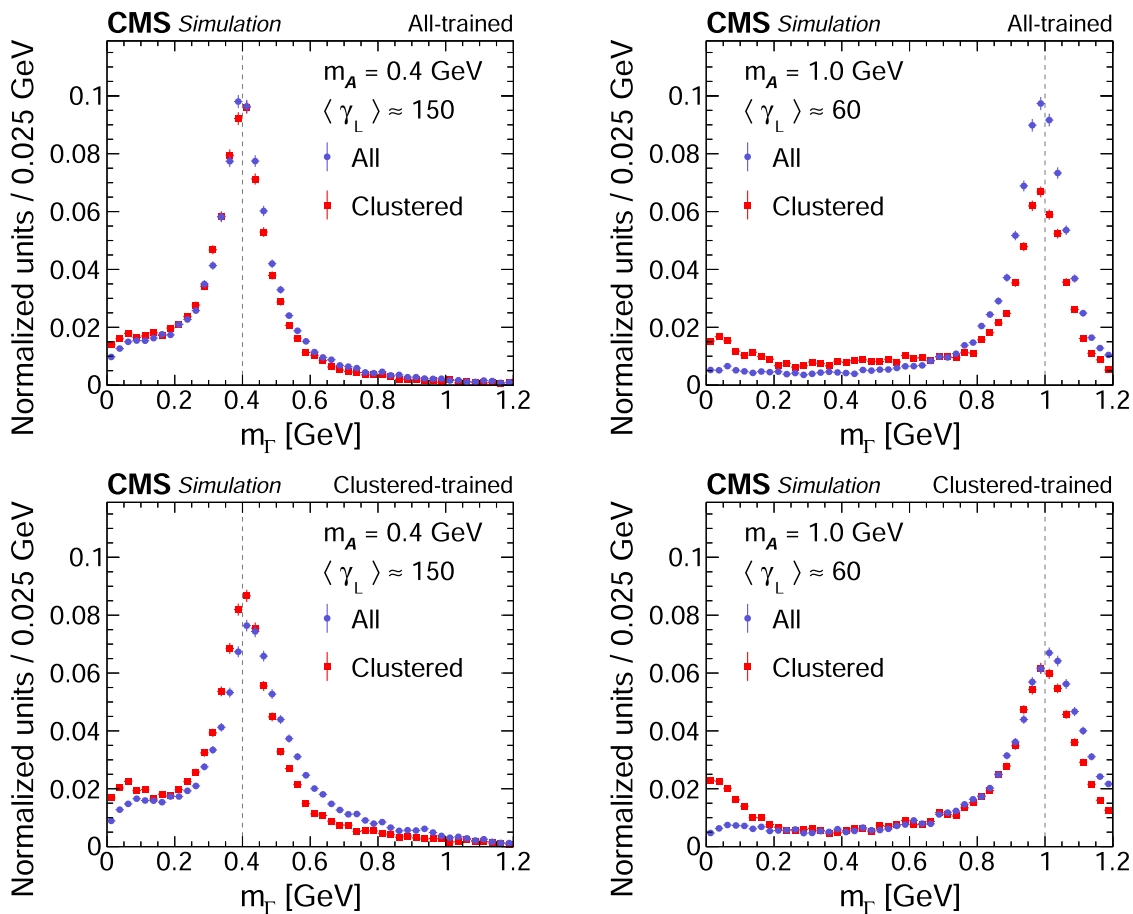 CMS Simulation All-trained
Normalized units / 0.025 GeV
0.1
0.08
0.06
0.04
0.02
0
m_A = 0.4 GeV
⟨ γ_L ⟩ ≈ 150
All
Clustered
0 0.2 0.4 0.6 0.8 1 1.2
m_Γ [GeV]
CMS Simulation All-trained
Normalized units / 0.025 GeV
0.1
0.08
0.06
0.04
0.02
0
m_A = 1.0 GeV
⟨ γ_L ⟩ ≈ 60
All
Clustered
0 0.2 0.4 0.6 0.8 1 1.2
m_Γ [GeV]
CMS Simulation Clustered-trained
Normalized units / 0.025 GeV
0.1
0.08
0.06
0.04
0.02
0
m_A = 0.4 GeV
⟨ γ_L ⟩ ≈ 150
All
Clustered
0 0.2 0.4 0.6 0.8 1 1.2
m_Γ [GeV]
CMS Simulation Clustered-trained
Normalized units / 0.025 GeV
0.1
0.08
0.06
0.04
0.02
0
m_A = 1.0 GeV
⟨ γ_L ⟩ ≈ 60
All
Clustered
0 0.2 0.4 0.6 0.8 1 1.2
m_Γ [GeV]